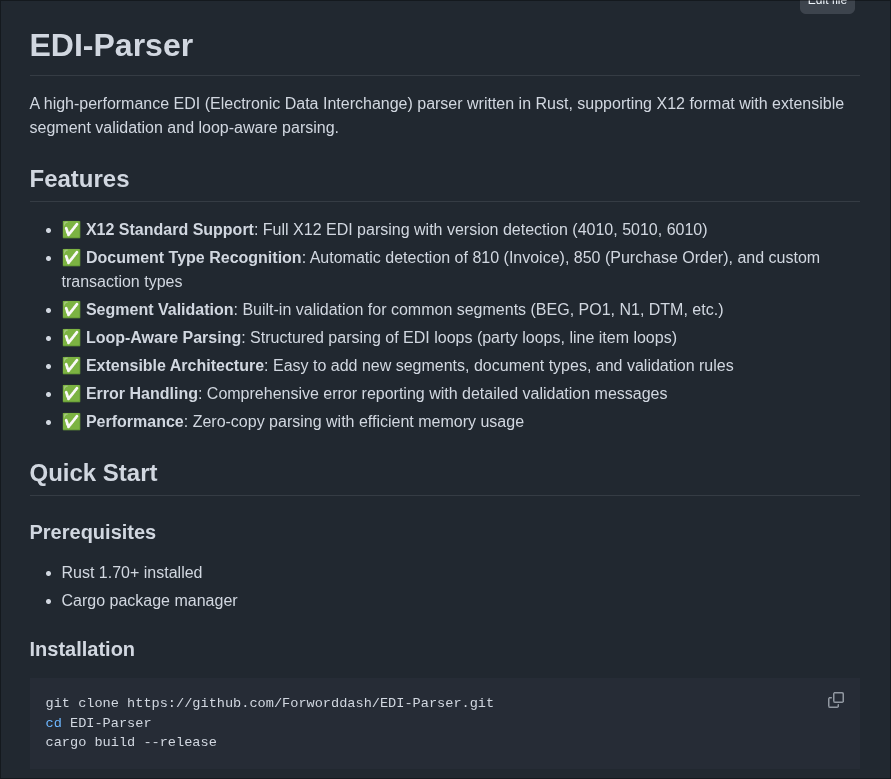 Edit file
EDI-Parser
A high-performance EDI (Electronic Data Interchange) parser written in Rust, supporting X12 format with extensible
segment validation and loop-aware parsing.
Features
✅ X12 Standard Support: Full X12 EDI parsing with version detection (4010, 5010, 6010)
✅ Document Type Recognition: Automatic detection of 810 (Invoice), 850 (Purchase Order), and custom
transaction types
✅ Segment Validation: Built-in validation for common segments (BEG, PO1, N1, DTM, etc.)
✅ Loop-Aware Parsing: Structured parsing of EDI loops (party loops, line item loops)
✅ Extensible Architecture: Easy to add new segments, document types, and validation rules
✅ Error Handling: Comprehensive error reporting with detailed validation messages
✅ Performance: Zero-copy parsing with efficient memory usage
Quick Start
Prerequisites
Rust 1.70+ installed
Cargo package manager
Installation
git clone https://github.com/Forworddash/EDI-Parser.git
cd EDI-Parser
cargo build --release